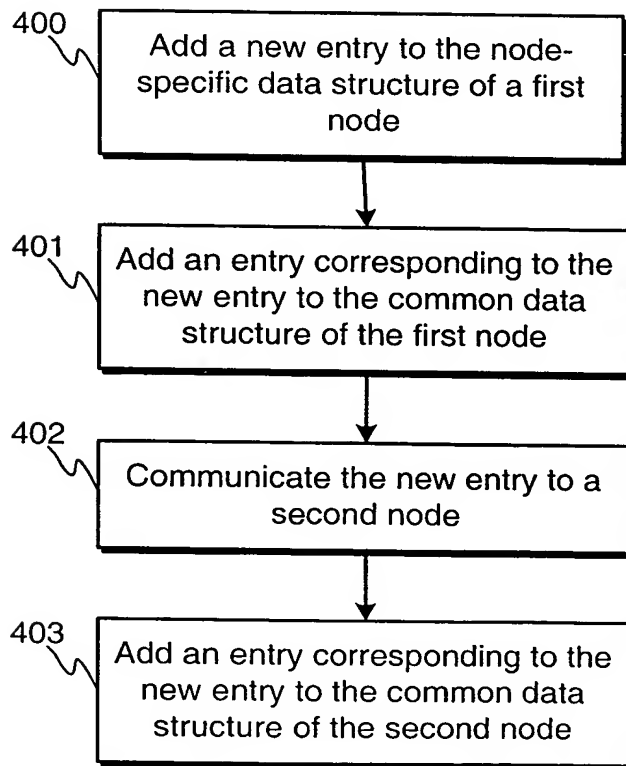 400
Add a new entry to the node-
specific data structure of a first
node
401
Add an entry corresponding to the
new entry to the common data
structure of the first node
402
Communicate the new entry to a
second node
403
Add an entry corresponding to the
new entry to the common data
structure of the second node